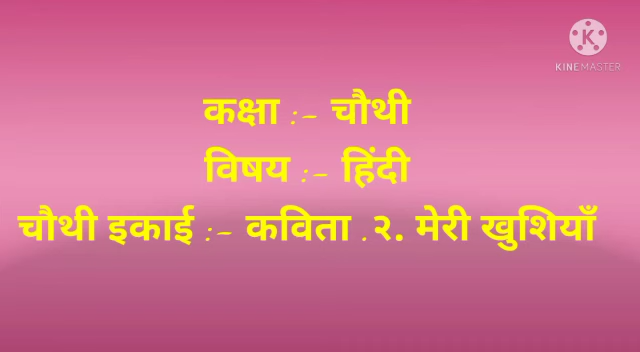 KINEMASTER
कक्षा :- चौथी
विषय :- हिंदी
चौथी इकाई :- कविता .२. मेरी खुशियाँ